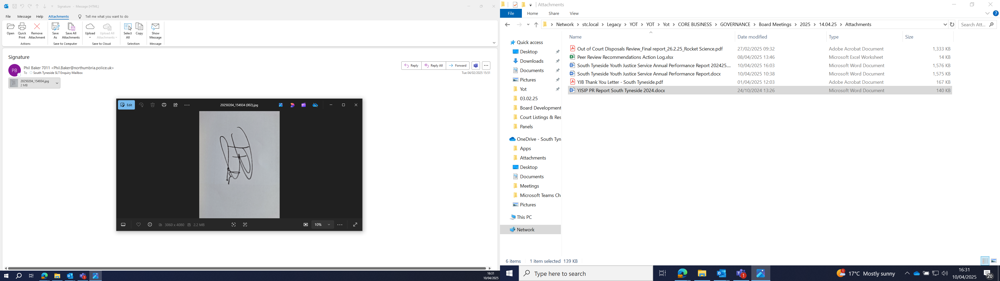 Signature - Message (HTML)
File Message Help Attachments Tell me what you want to do
Open Quick Print Remove Attachment Save As Save All Attachments Upload Upload All Attachments Select All Copy Show Message
Actions Save to Computer Save to Cloud Selection Message
Signature
PB
Phil Baker 7011 <Phil.Baker@northumbria.police.uk>
To South Tyneside SLT Enquiry Mailbox
Reply Reply All Forward
Tue 04/02/2025 15:51
20250204_154934.jpg
2 MB
Edit 20250204_154934 (002).jpg
3060 x 4080 2.2 MB 10%
16:31
10/04/2025
Attachments
File Home Share View
Network stc.local Legacy YOT YOT Yot CORE BUSINESS GOVERNANCE Board Meetings 2025 14.04.25 Attachments Search Att...
Quick access
Desktop
Downloads
Documents
Pictures
Yot
03.02.25
Board Development
Court Listings & Res
Panels
OneDrive - South Tyn
Apps
Attachments
Desktop
Documents
Meetings
Microsoft Teams Ch
Pictures
This PC
Network
Name Date modified Type Size
Out of Court Disposals Review_Final report_26.2.25_Rocket Science.pdf 27/02/2025 09:32 Adobe Acrobat Document 1,333 KB
Peer Review Recommendations Action Log.xlsx 08/04/2025 13:46 Microsoft Excel Worksheet 14 KB
South Tyneside Youth Justice Service Annual Performance Report 202425.... 10/04/2025 16:03 Microsoft Word Document 1,576 KB
South Tyneside Youth Justice Service Annual Performance Report.docx 10/04/2025 10:38 Microsoft Word Document 1,575 KB
YJB Thank You Letter - South Tyneside.pdf 01/04/2025 12:03 Adobe Acrobat Document 167 KB
YJSIP PR Report South Tyneside 2024.docx 24/10/2024 13:26 Microsoft Word Document 140 KB
6 items 1 item selected 139 KB
Type here to search
1
1
17°C Mostly sunny
16:31
10/04/2025
20